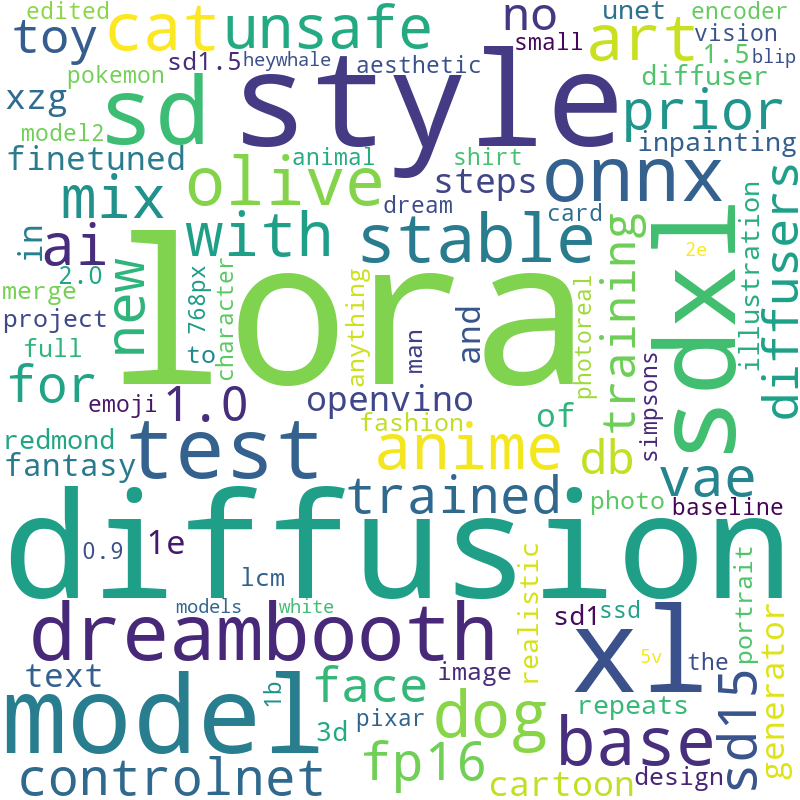 edited
toy
cat
unsafe
no
small
art
unet
encoder
vision
1.5
blip
sd1.5
heywhale
aesthetic
pokemon
xzg
sd
style
diffuser
prior
model2
finetuned
animal
shirt
inpainting
mix
olive
steps
onnx
dream
card
in
ai
with
stable
2.0
new
768px
to
character
lora
anything
man
and
photoreal
training
sdxl
2e
illustration
diffusers
merge
project
full
for
emoji
1.0
openvino
fashion
of
simpsons
redmond
fantasy
test
anime
db
vae
trained
photo
baseline
diffusion
0.9
1e
lcm
realistic
models
white
sd1
ssd
portrait
generator
dreambooth
xl
5v
the
text
image
model
1b
3d
face
pixar
dog
repeats
sd15
base
fp16
controlnet
cartoon
design